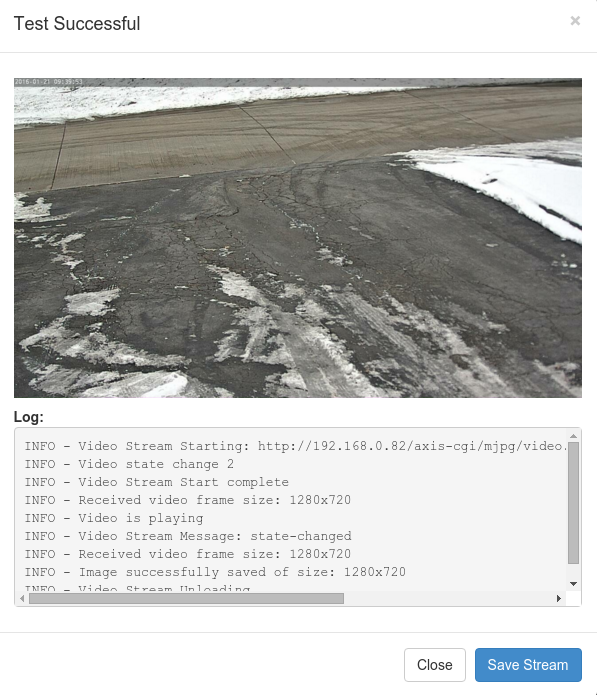 Test Successful
×
2016-01-21 09:39:53
Log:
INFO - Video Stream Starting: http://192.168.0.82/axis-cgi/mjpg/video.
INFO - Video state change 2
INFO - Video Stream Start complete
INFO - Received video frame size: 1280x720
INFO - Video is playing
INFO - Video Stream Message: state-changed
INFO - Received video frame size: 1280x720
INFO - Image successfully saved of size: 1280x720
INFO - Video Stream Unloading
Close
Save Stream